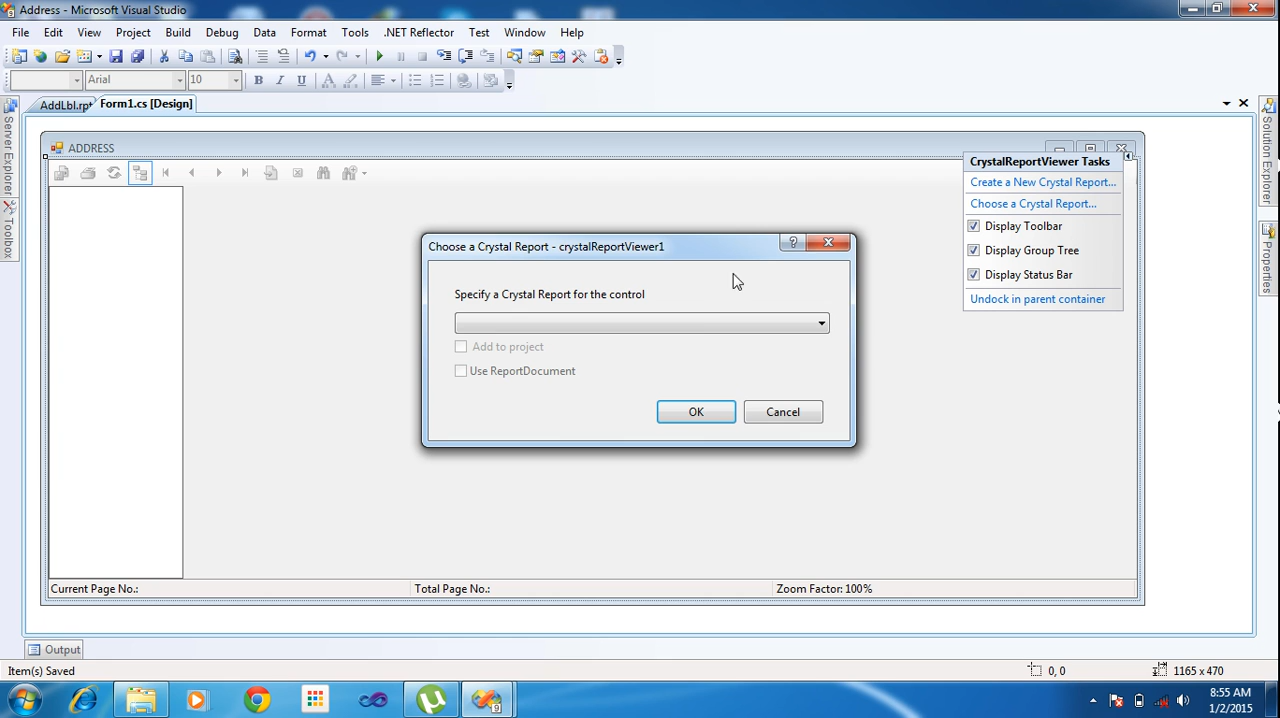 Address - Microsoft Visual Studio
File Edit View Project Build Debug Data Format Tools .NET Reflector Test Window Help
Arial 10
AddLbl.rpt Form1.cs [Design]
Server Explorer
Toolbox
Solution Explorer
Properties
ADDRESS
CrystalReportViewer Tasks
Create a New Crystal Report...
Choose a Crystal Report...
Display Toolbar
Display Group Tree
Display Status Bar
Undock in parent container
Choose a Crystal Report - crystalReportViewer1
Specify a Crystal Report for the control
Add to project
Use ReportDocument
OK Cancel
Current Page No.: Total Page No.: Zoom Factor: 100%
Output
Item(s) Saved 0, 0 1165 x 470
8:55 AM
1/2/2015